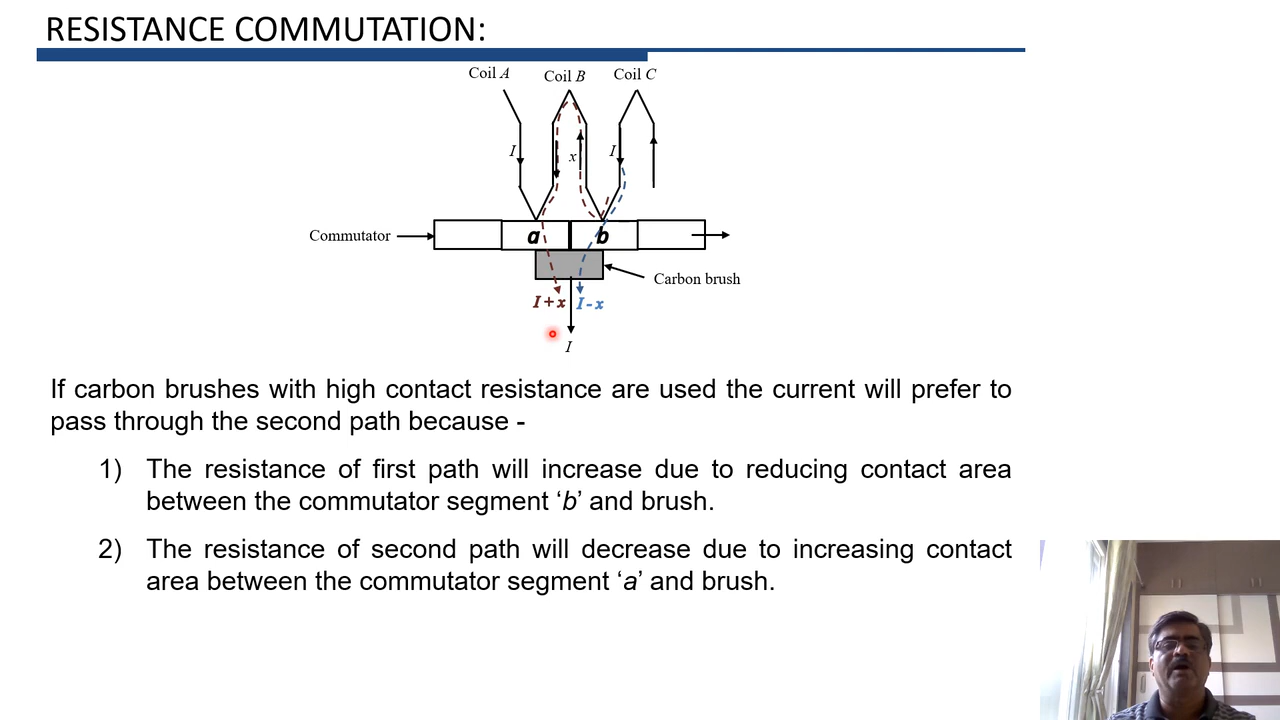 RESISTANCE COMMUTATION:
Coil A
Coil B
Coil C
I
x
I
Commutator
a
b
Carbon brush
I+x
I-x
I
If carbon brushes with high contact resistance are used the current will prefer to
pass through the second path because -
1) The resistance of first path will increase due to reducing contact area
between the commutator segment ‘b’ and brush.
2) The resistance of second path will decrease due to increasing contact
area between the commutator segment ‘a’ and brush.